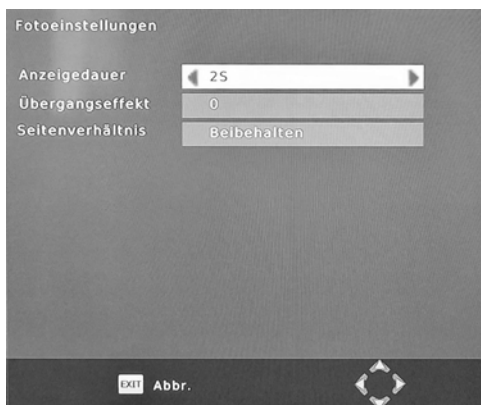 Fotoeinstellungen
Anzeigedauer 2S
Übergangseffekt 0
Seitenverhältnis Beibehalten
EXIT Abbr.